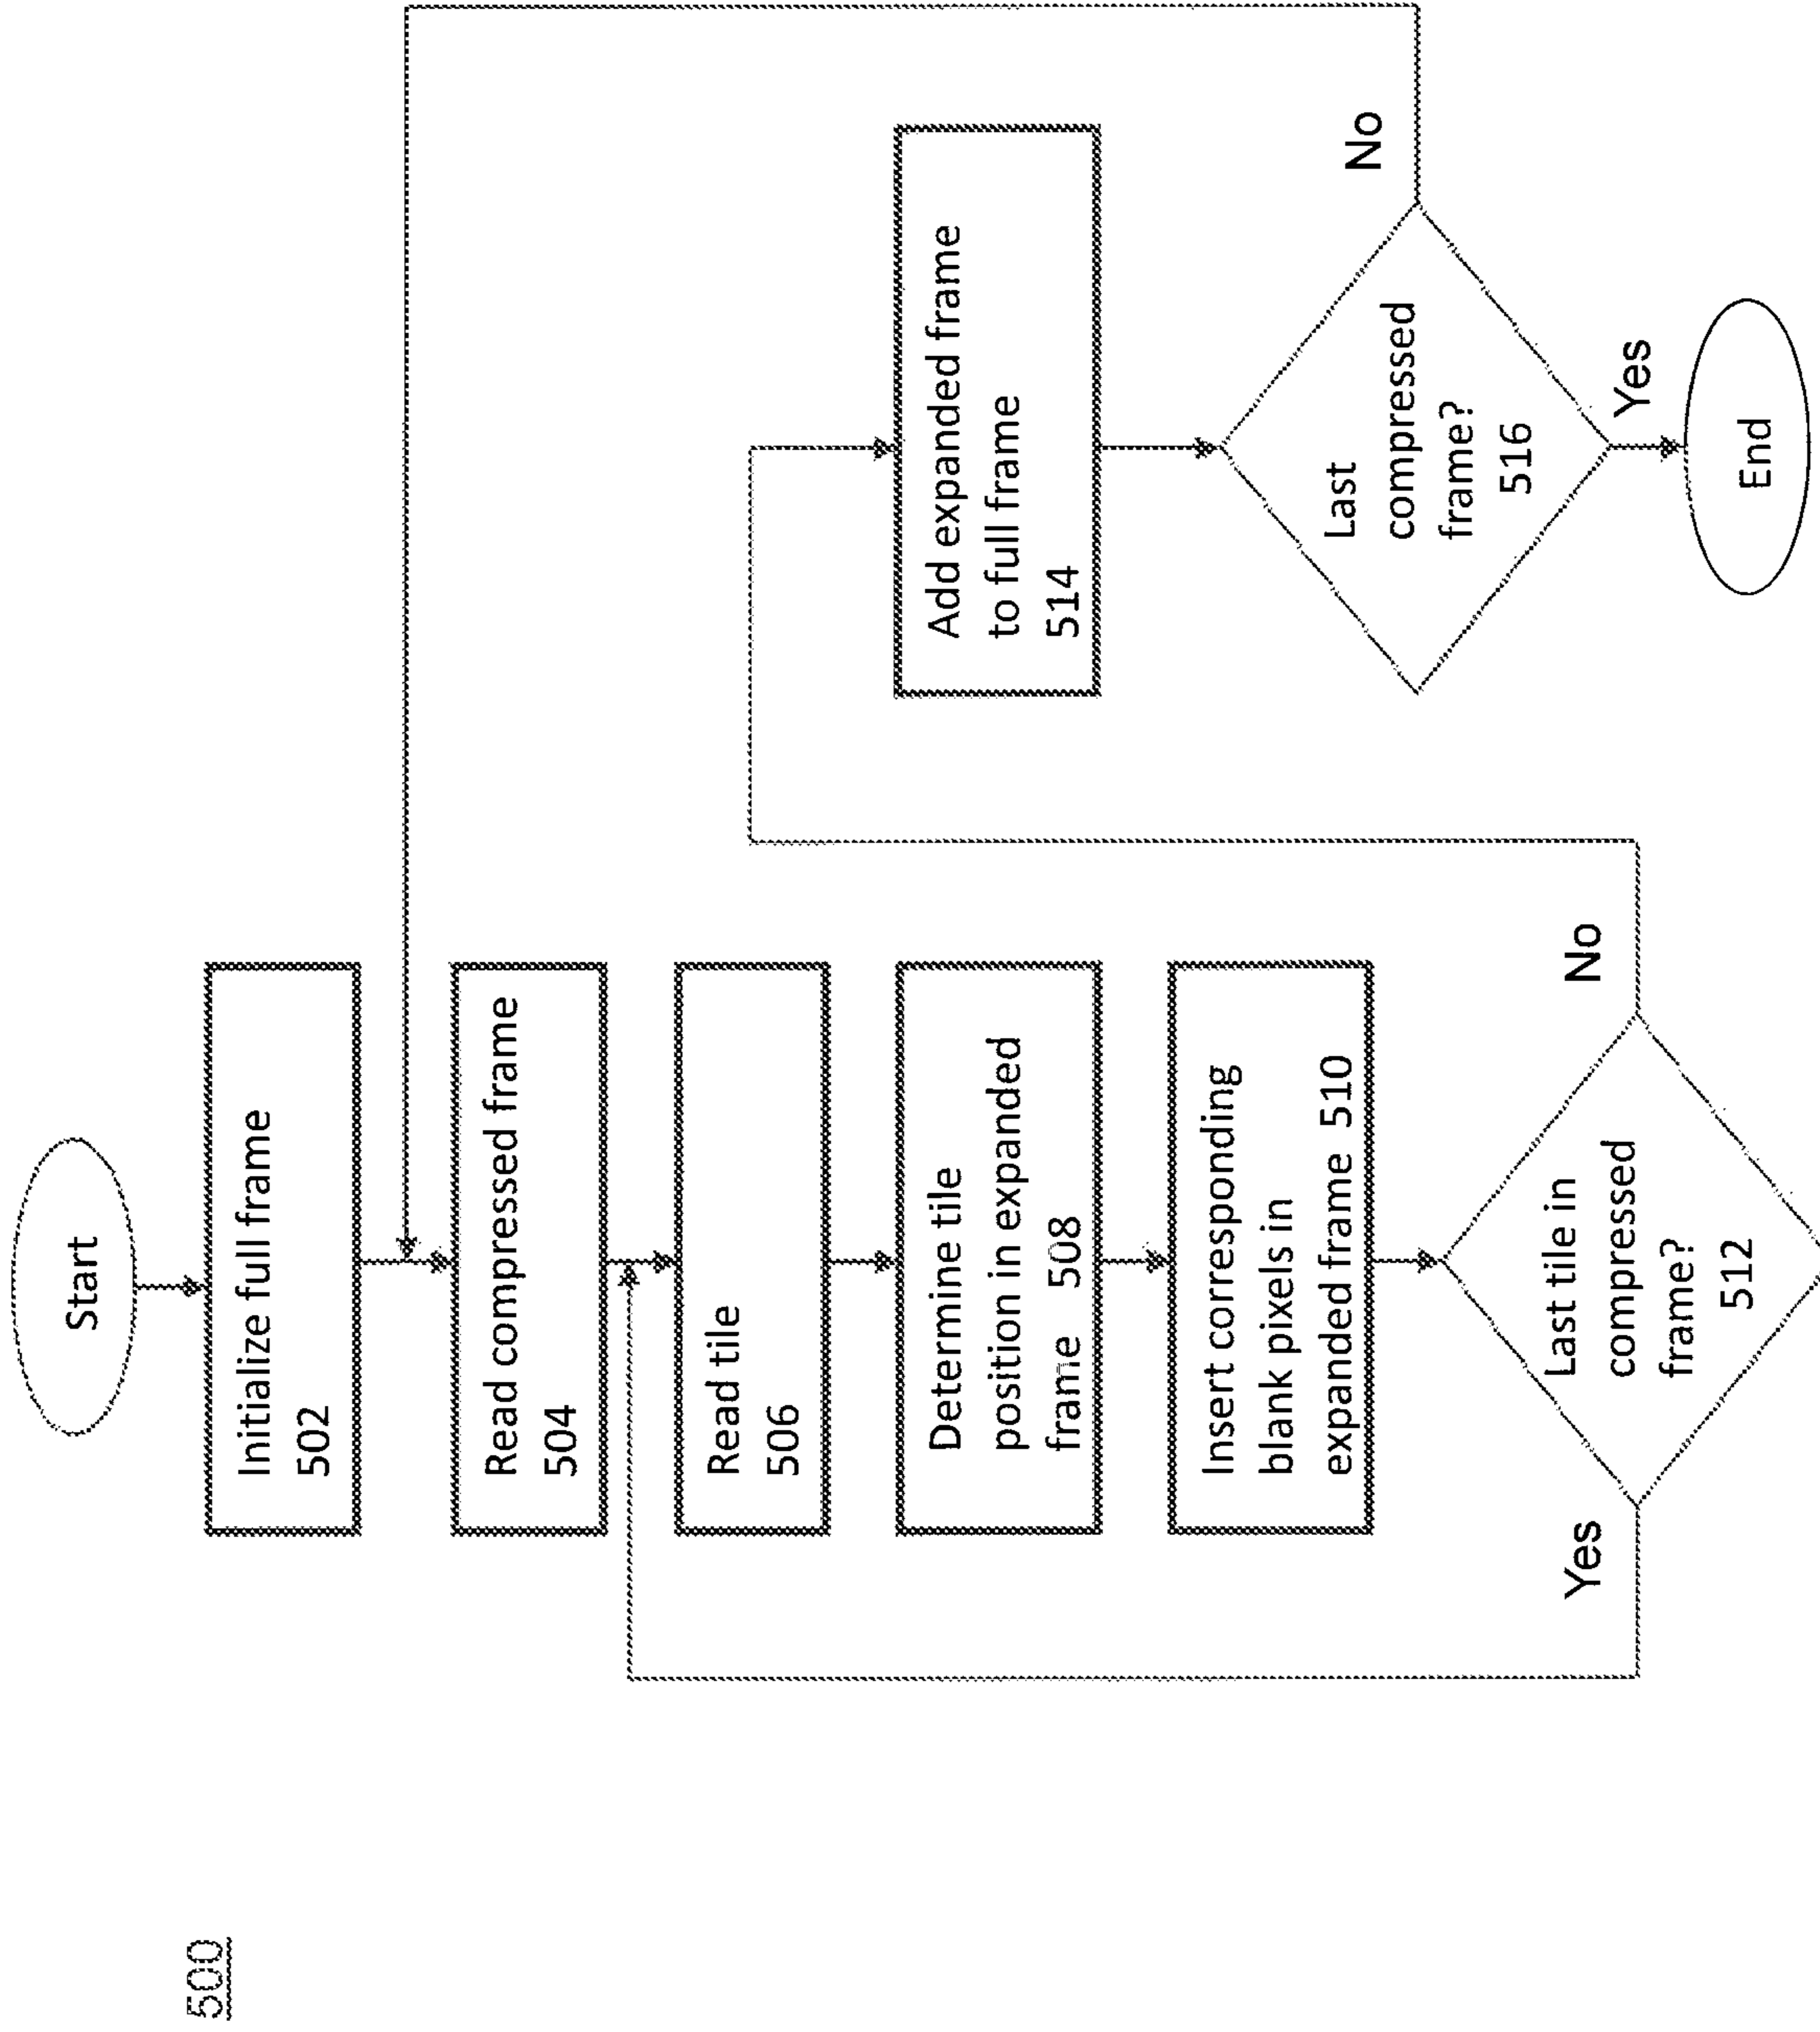 500
Start
Initialize full frame
502
Read compressed frame
504
Read tile
506
Determine tile
position in expanded
frame 508
Insert corresponding
blank pixels in
expanded frame 510
Last tile in
compressed
frame?
512
Yes
No
Add expanded frame
to full frame
514
Last
compressed
frame?
516
No
Yes
End